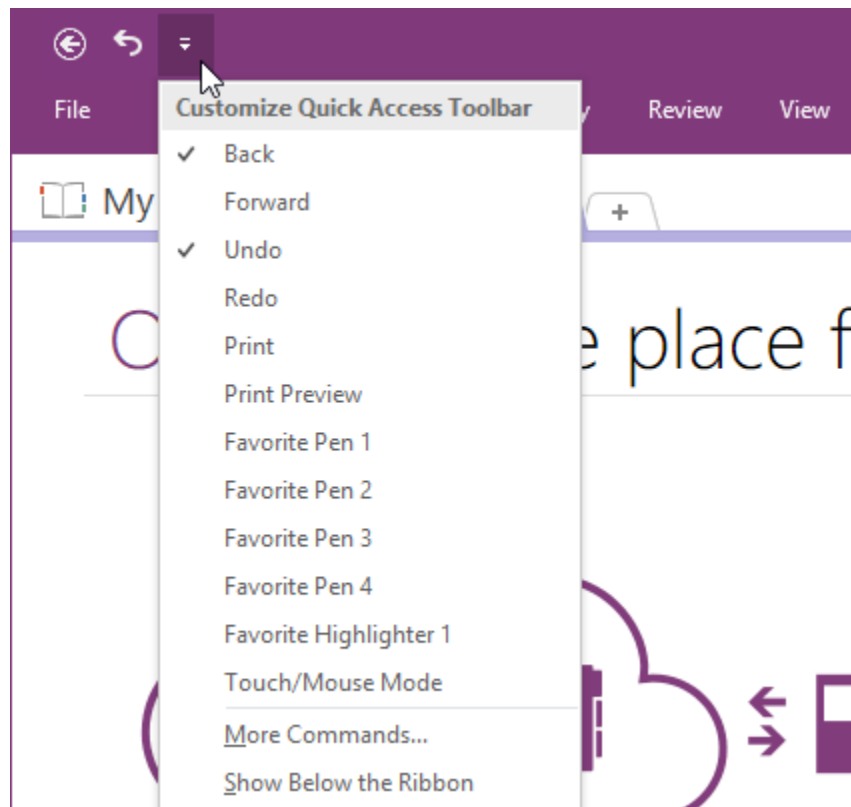 File
Customize Quick Access Toolbar
Review
View
Back
My
Forward
+
Undo
Redo
place
Print
Print Preview
Favorite Pen 1
Favorite Pen 2
Favorite Pen 3
Favorite Pen 4
Favorite Highlighter 1
Touch/Mouse Mode
More Commands...
Show Below the Ribbon